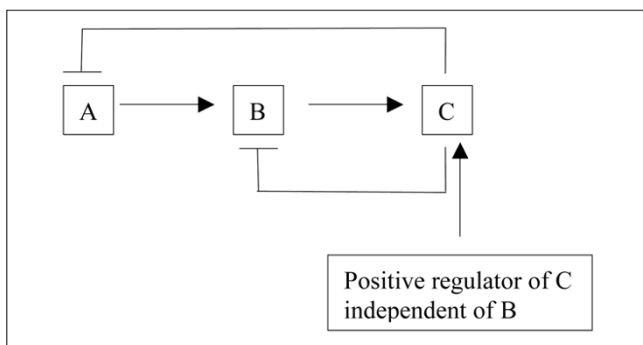 A
B
C
Positive regulator of C
independent of B